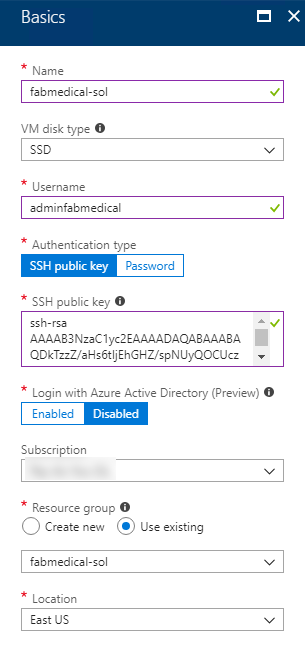 Basics
* Name
fabmedical-sol
VM disk type
SSD
* Username
adminfabmedical
* Authentication type
SSH public key Password
* SSH public key
ssh-rsa
AAAAB3NzaC1yc2EAAAADAQABAAABA
QDkTzzZ/aHs6tIjEhGHZ/spNUyQOCUcz
* Login with Azure Active Directory (Preview)
Enabled Disabled
Subscription
* Resource group
Create new Use existing
fabmedical-sol
* Location
East US